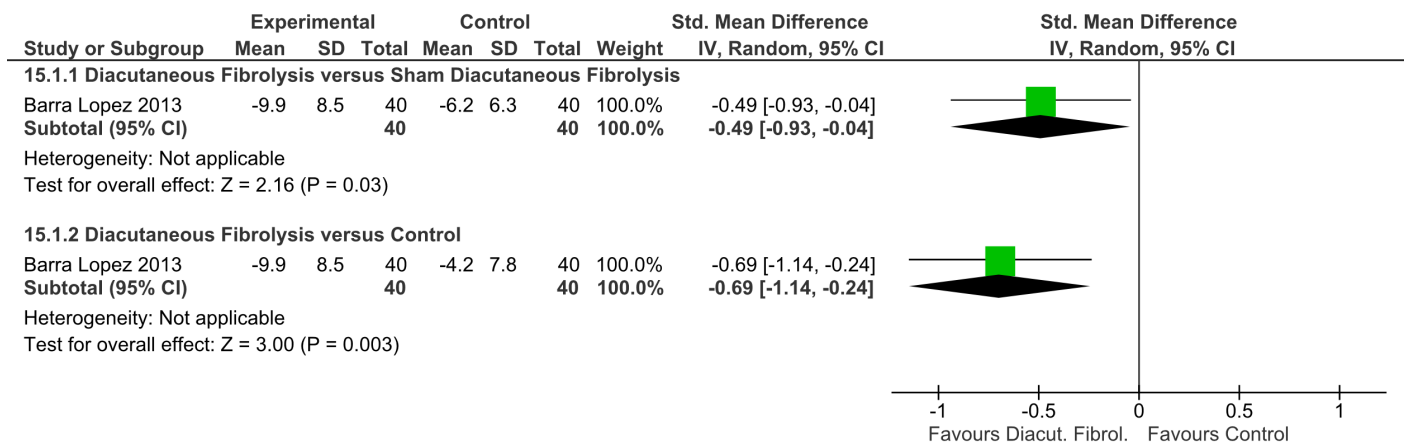 Experimental Control Std. Mean Difference Std. Mean Difference
Study or Subgroup Mean SD Total Mean SD Total Weight IV, Random, 95% CI IV, Random, 95% CI
15.1.1 Diacutaneous Fibrolysis versus Sham Diacutaneous Fibrolysis
Barra Lopez 2013 -9.9 8.5 40 -6.2 6.3 40 100.0% -0.49 [-0.93, -0.04]
Subtotal (95% CI) 40 40 100.0% -0.49 [-0.93, -0.04]
Heterogeneity: Not applicable
Test for overall effect: Z = 2.16 (P = 0.03)
15.1.2 Diacutaneous Fibrolysis versus Control
Barra Lopez 2013 -9.9 8.5 40 -4.2 7.8 40 100.0% -0.69 [-1.14, -0.24]
Subtotal (95% CI) 40 40 100.0% -0.69 [-1.14, -0.24]
Heterogeneity: Not applicable
Test for overall effect: Z = 3.00 (P = 0.003)
-1 -0.5 0 0.5 1
Favours Diacut. Fibrol. Favours Control